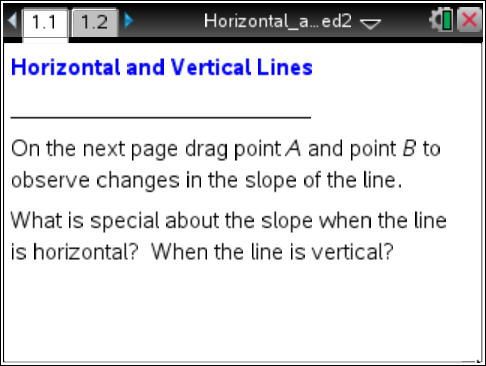 1.1 1.2 Horizontal_a...ed2
Horizontal and Vertical Lines
On the next page drag point A and point B to
observe changes in the slope of the line.
What is special about the slope when the line
is horizontal? When the line is vertical?